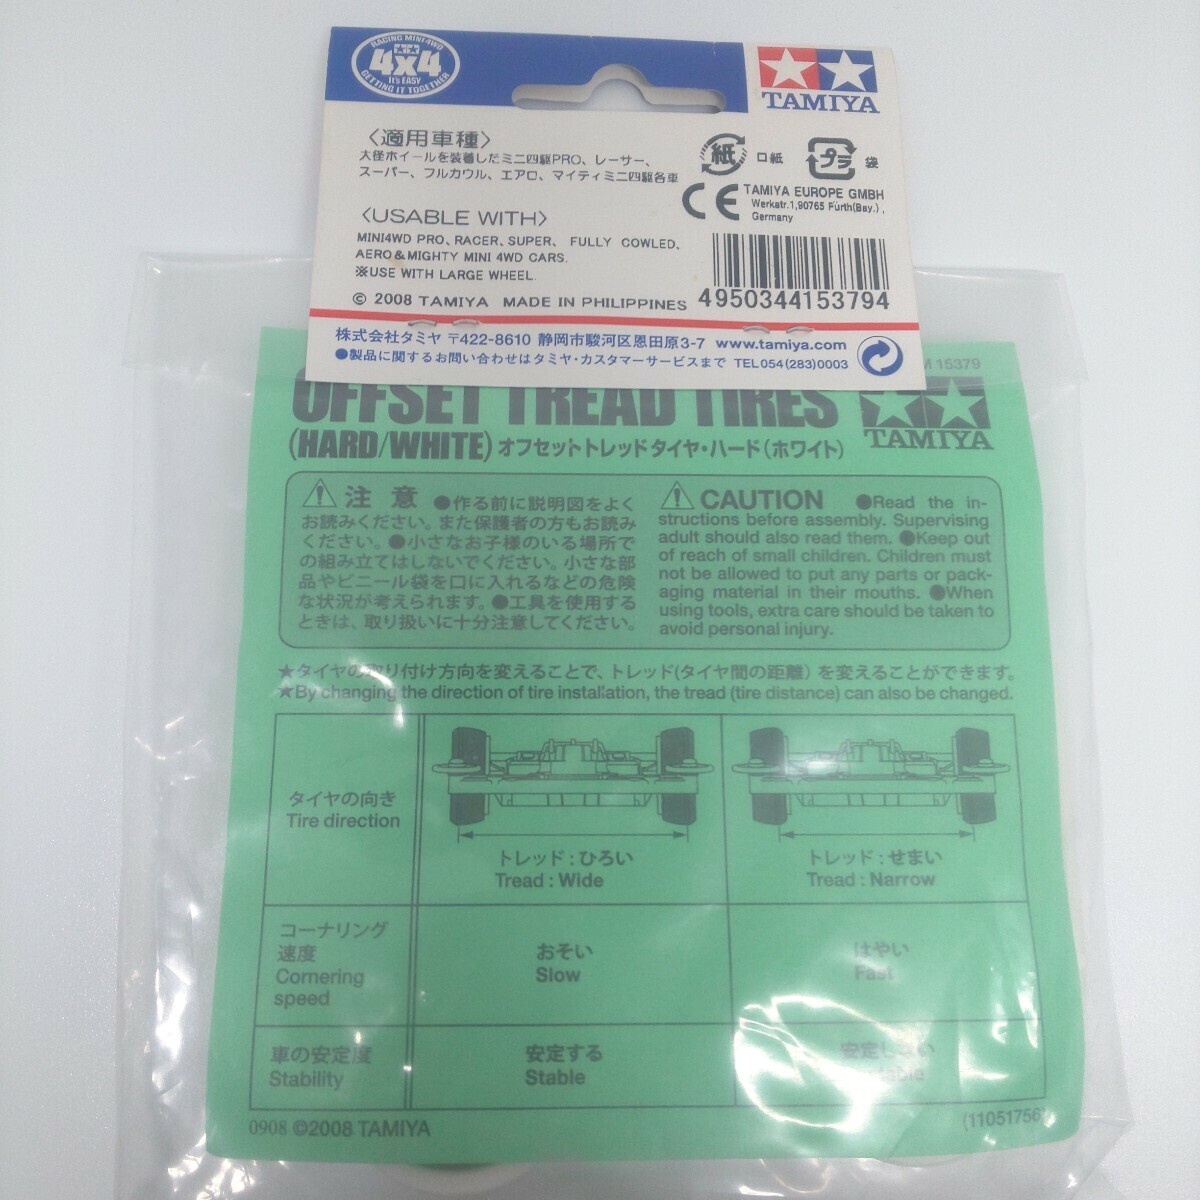 RACING MINI 4WD
4x4
It's EASY
GETTING IT TOGETHER
TAMIYA
〈適用車種〉
大径ホイールを装着したミニ四駆PRO、レーサー、
スーパー、フルカウル、エアロ、マイティミニ四駆各車
紙 口紙
プラ 袋
CE
TAMIYA EUROPE GMBH
Werkstr.1,90765 Fürth(Bay.),
Germany
〈USABLE WITH〉
MINI4WD PRO、RACER、SUPER、 FULLY COWLED、
AERO&MIGHTY MINI 4WD CARS.
※USE WITH LARGE WHEEL.
© 2008 TAMIYA MADE IN PHILIPPINES
4950344153794
株式会社タミヤ 〒422-8610 静岡市駿河区恩田原3-7 www.tamiya.com
●製品に関するお問い合わせはタミヤ・カスタマーサービスまで TEL054(283)0003
M 15379
OFFSET TREAD TIRES
(HARD/WHITE) オフセットトレッドタイヤ・ハード(ホワイト)
TAMIYA
注 意 ●作る前に説明図をよく
お読みください。また保護者の方もお読み
ください。●小さなお子様のいる場所で
の組み立てはしないでください。小さな部
品やビニール袋を口に入れるなどの危険
な状況が考えられます。●工具を使用する
ときは、取り扱いに十分注意してください。
CAUTION ●Read the in-
structions before assembly. Supervising
adult should also read them. ●Keep out
of reach of small children. Children must
not be allowed to put any parts or pack-
aging material in their mouths. ●When
using tools, extra care should be taken to
avoid personal injury.
★タイヤの取り付け方向を変えることで、トレッド(タイヤ間の距離) を変えることができます。
★By changing the direction of tire installation, the tread (tire distance) can also be changed.
タイヤの向き
Tire direction
トレッド:ひろい
Tread : Wide
トレッド:せまい
Tread : Narrow
コーナリング
速度
Cornering
speed
おそい
Slow
はやい
Fast
車の安定度
Stability
安定する
Stable
0908 ©2008 TAMIYA
(11051756)